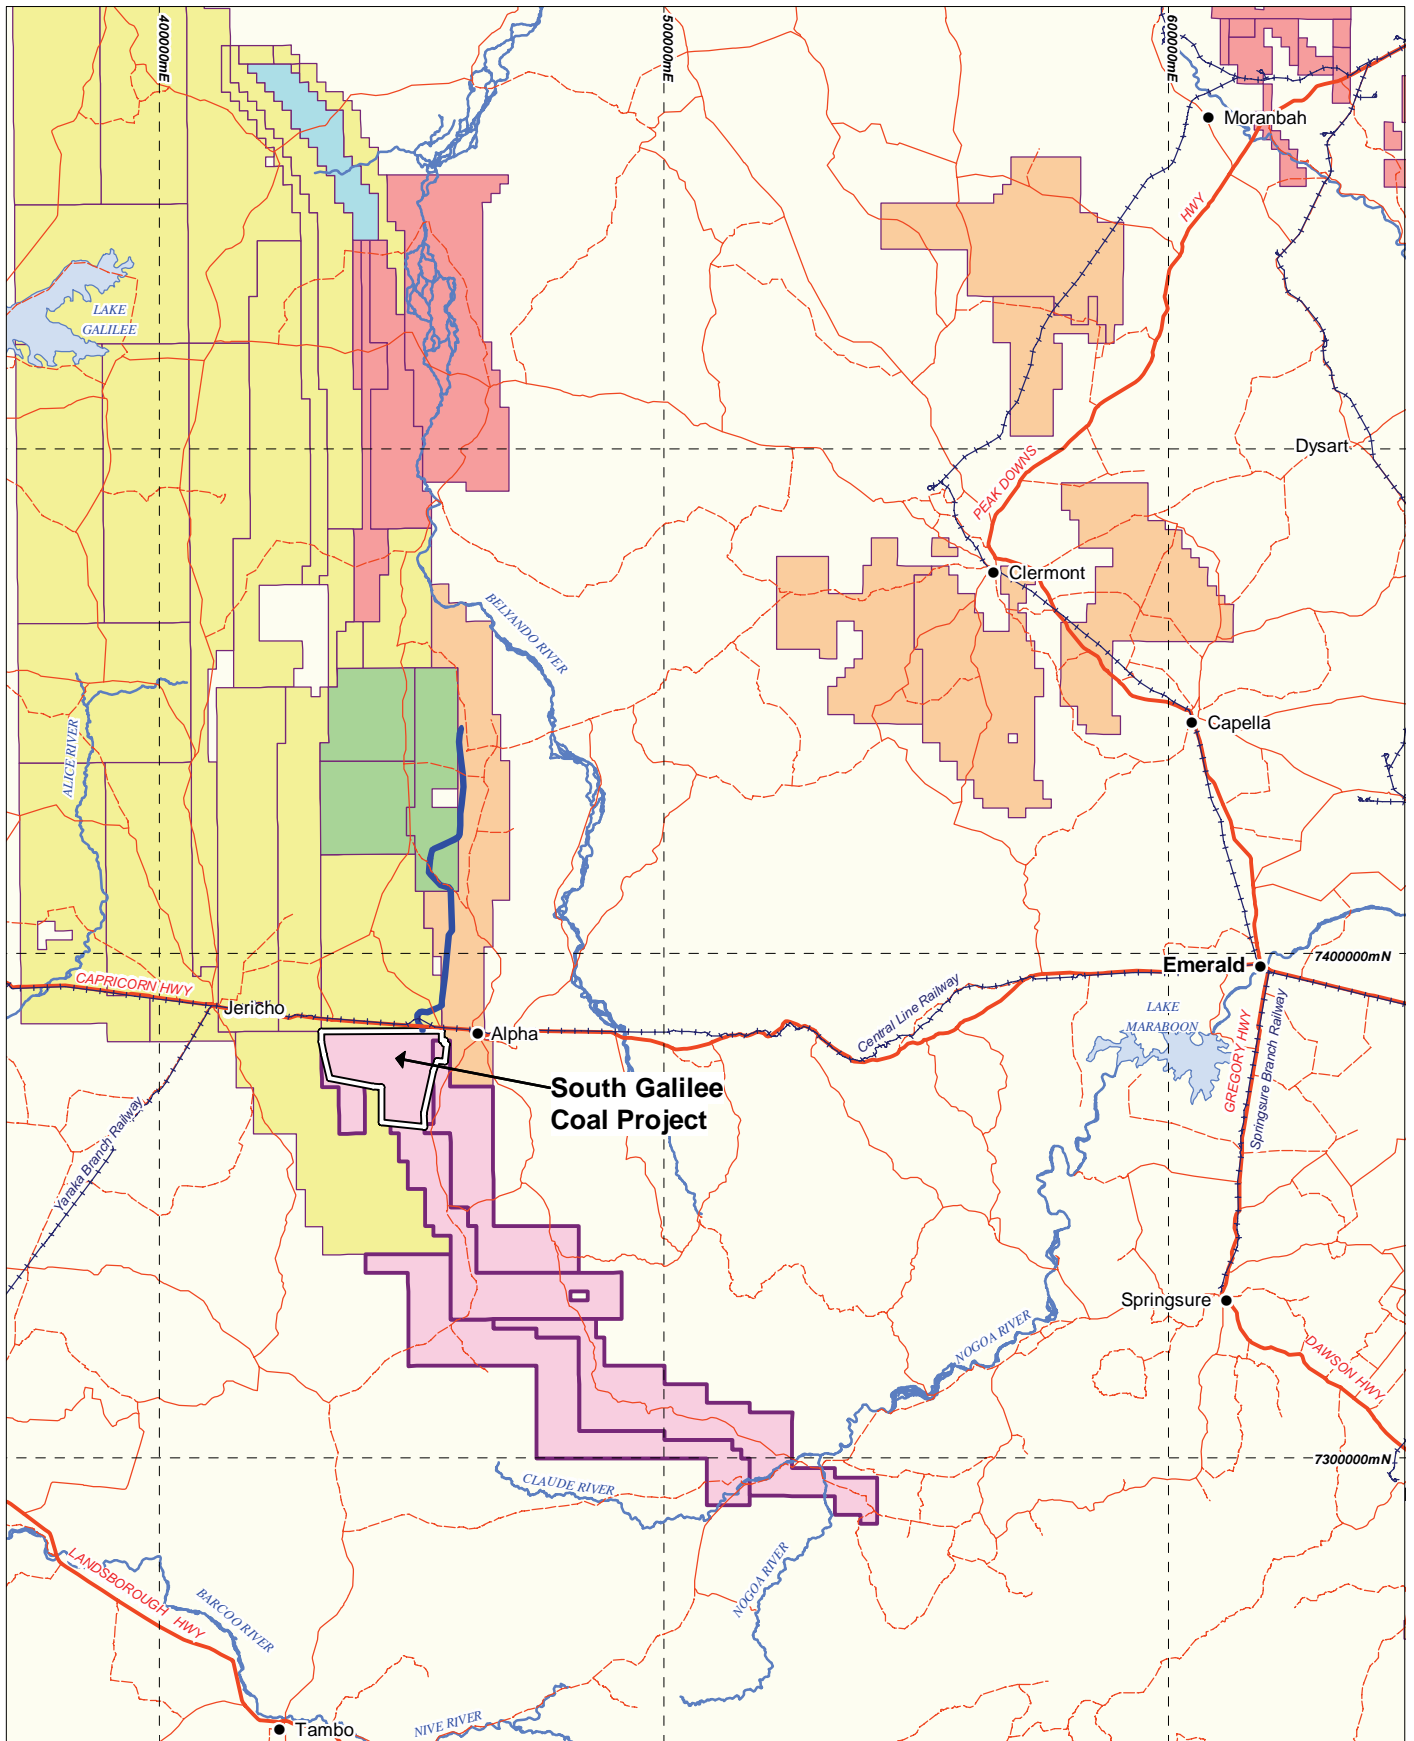 400000mE
500000mE
600000mE
Moranbah
HWY
LAKE
GALILEE
Dysart
PEAK DOWNS
Clermont
BELYANDO RIVER
ALICE RIVER
Capella
7400000mN
Emerald
CAPRICORN HWY
Jericho
Alpha
Central Line Railway
LAKE
MARABOON
GREGORY HWY
Springsure Branch Railway
South Galilee
Coal Project
Yaraka Branch Railway
Springsure
NOGOA RIVER
DAWSON HWY
7300000mN
CLAUDE RIVER
NOGOA RIVER
LANDSBOROUGH HWY
BARCOO RIVER
NIVE RIVER
Tambo